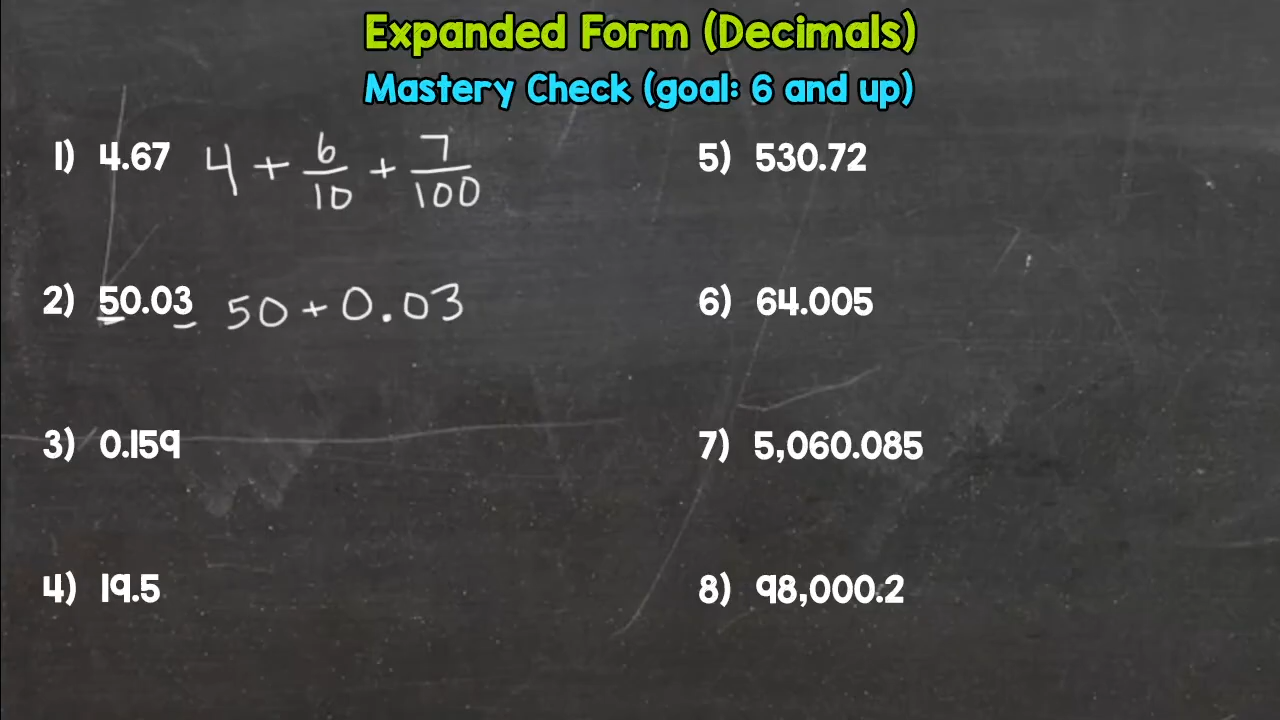 Expanded Form (Decimals)
Mastery Check (goal: 6 and up)
1) 4.67 4 + 6/10 + 7/100
2) 50.03 50 + 0.03
3) 0.159
4) 19.5
5) 530.72
6) 64.005
7) 5,060.085
8) 98,000.2